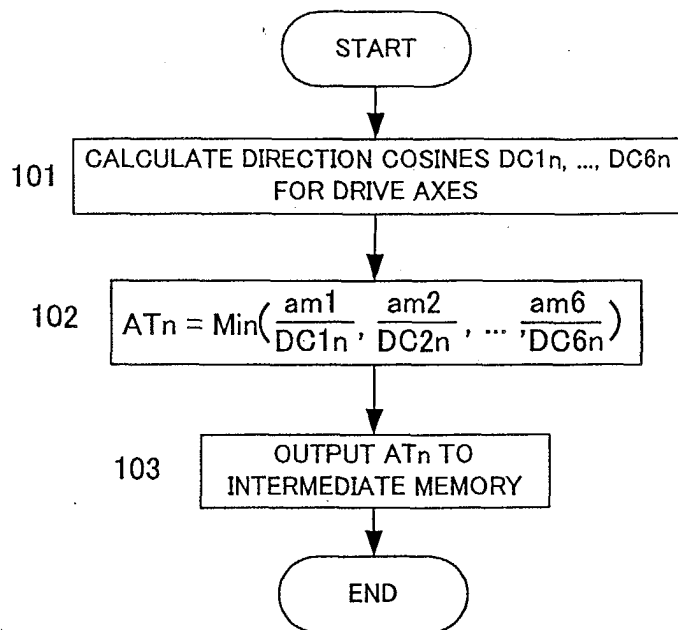 START
101
CALCULATE DIRECTION COSINES DC1n, ..., DC6n
FOR DRIVE AXES
102
ATn = Min(am1/DC1n, am2/DC2n, ... ,am6/DC6n)
103
OUTPUT ATn TO
INTERMEDIATE MEMORY
END